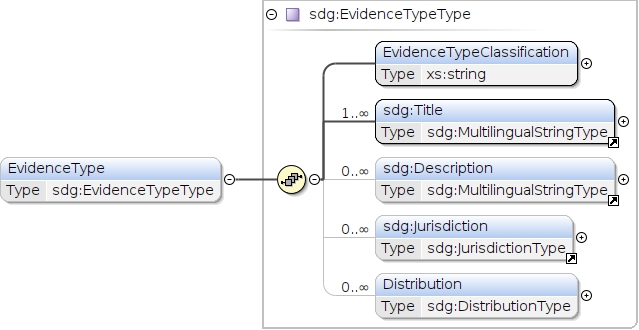 sdg:EvidenceTypeType
EvidenceTypeClassification
Type xs:string
1..∞
sdg:Title
Type sdg:MultilingualStringType
EvidenceType
Type sdg:EvidenceTypeType
0..∞
sdg:Description
Type sdg:MultilingualStringType
0..∞
sdg:Jurisdiction
Type sdg:JurisdictionType
0..∞
Distribution
Type sdg:DistributionType